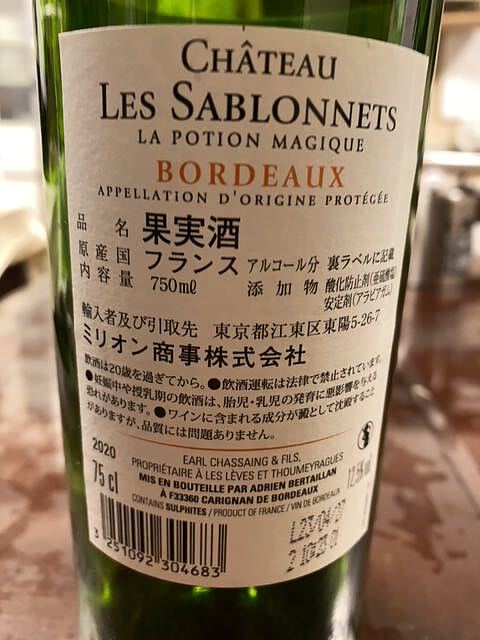 CHÂTEAU
LES SABLONNETS
LA POTION MAGIQUE
BORDEAUX
APPELLATION D'ORIGINE PROTÉGÉE
品名 果実酒
原産国 フランス アルコール分 裏ラベルに記載
内容量 750ml 添加物 酸化防止剤(亜硫酸塩)
安定剤(アラビアガム)
輸入者及び引取先 東京都江東区東陽5-26-7
ミリオン商事株式会社
飲酒は20歳を過ぎてから。●飲酒運転は法律で禁止されています。
●妊娠中や授乳期の飲酒は、胎児・乳児の発育に悪影響を与える
恐れがあります。●ワインに含まれる成分が澱として沈殿すること
がありますが、品質には問題ありません。
2020
75 cl
EARL CHASSAING & FILS,
PROPRIÉTAIRE À LES LÈVES ET THOUMEYRAGUES
MIS EN BOUTEILLE PAR ADRIEN BERTAILLAN
À F33360 CARIGNAN DE BORDEAUX
CONTAINS SULPHITES / PRODUCT OF FRANCE / VIN DE BORDEAUX
3 251092 304683